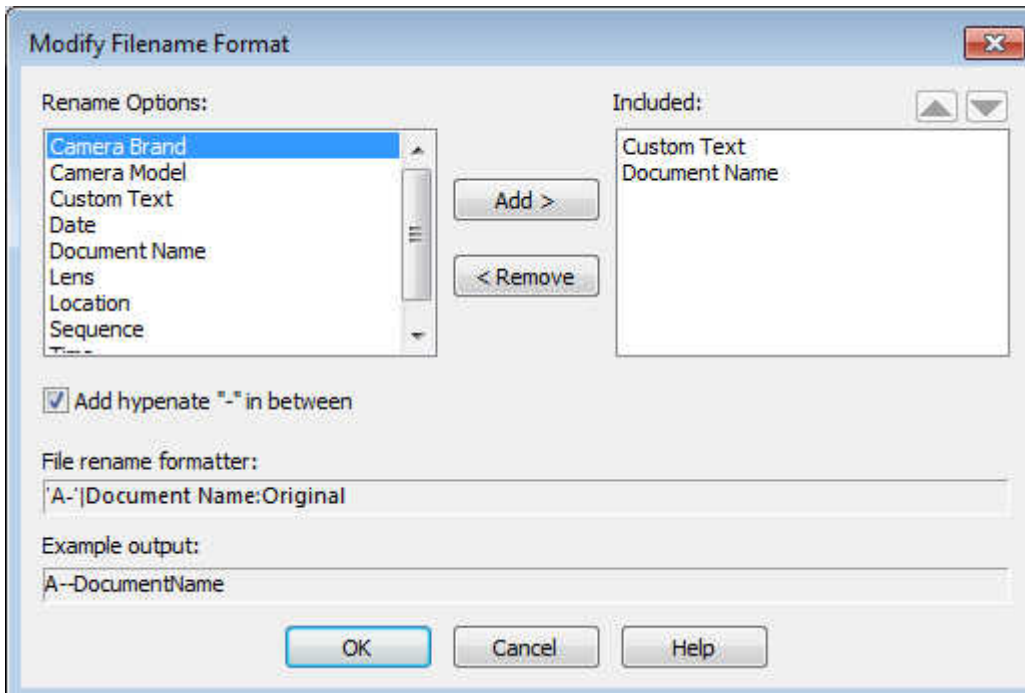 Modify Filename Format
Rename Options:
Included:
Camera Brand
Camera Model
Custom Text
Date
Document Name
Lens
Location
Sequence
Time
Add >
< Remove
Custom Text
Document Name
Add hypenate "-" in between
File rename formatter:
'A-'|Document Name:Original
Example output:
A--DocumentName
OK
Cancel
Help